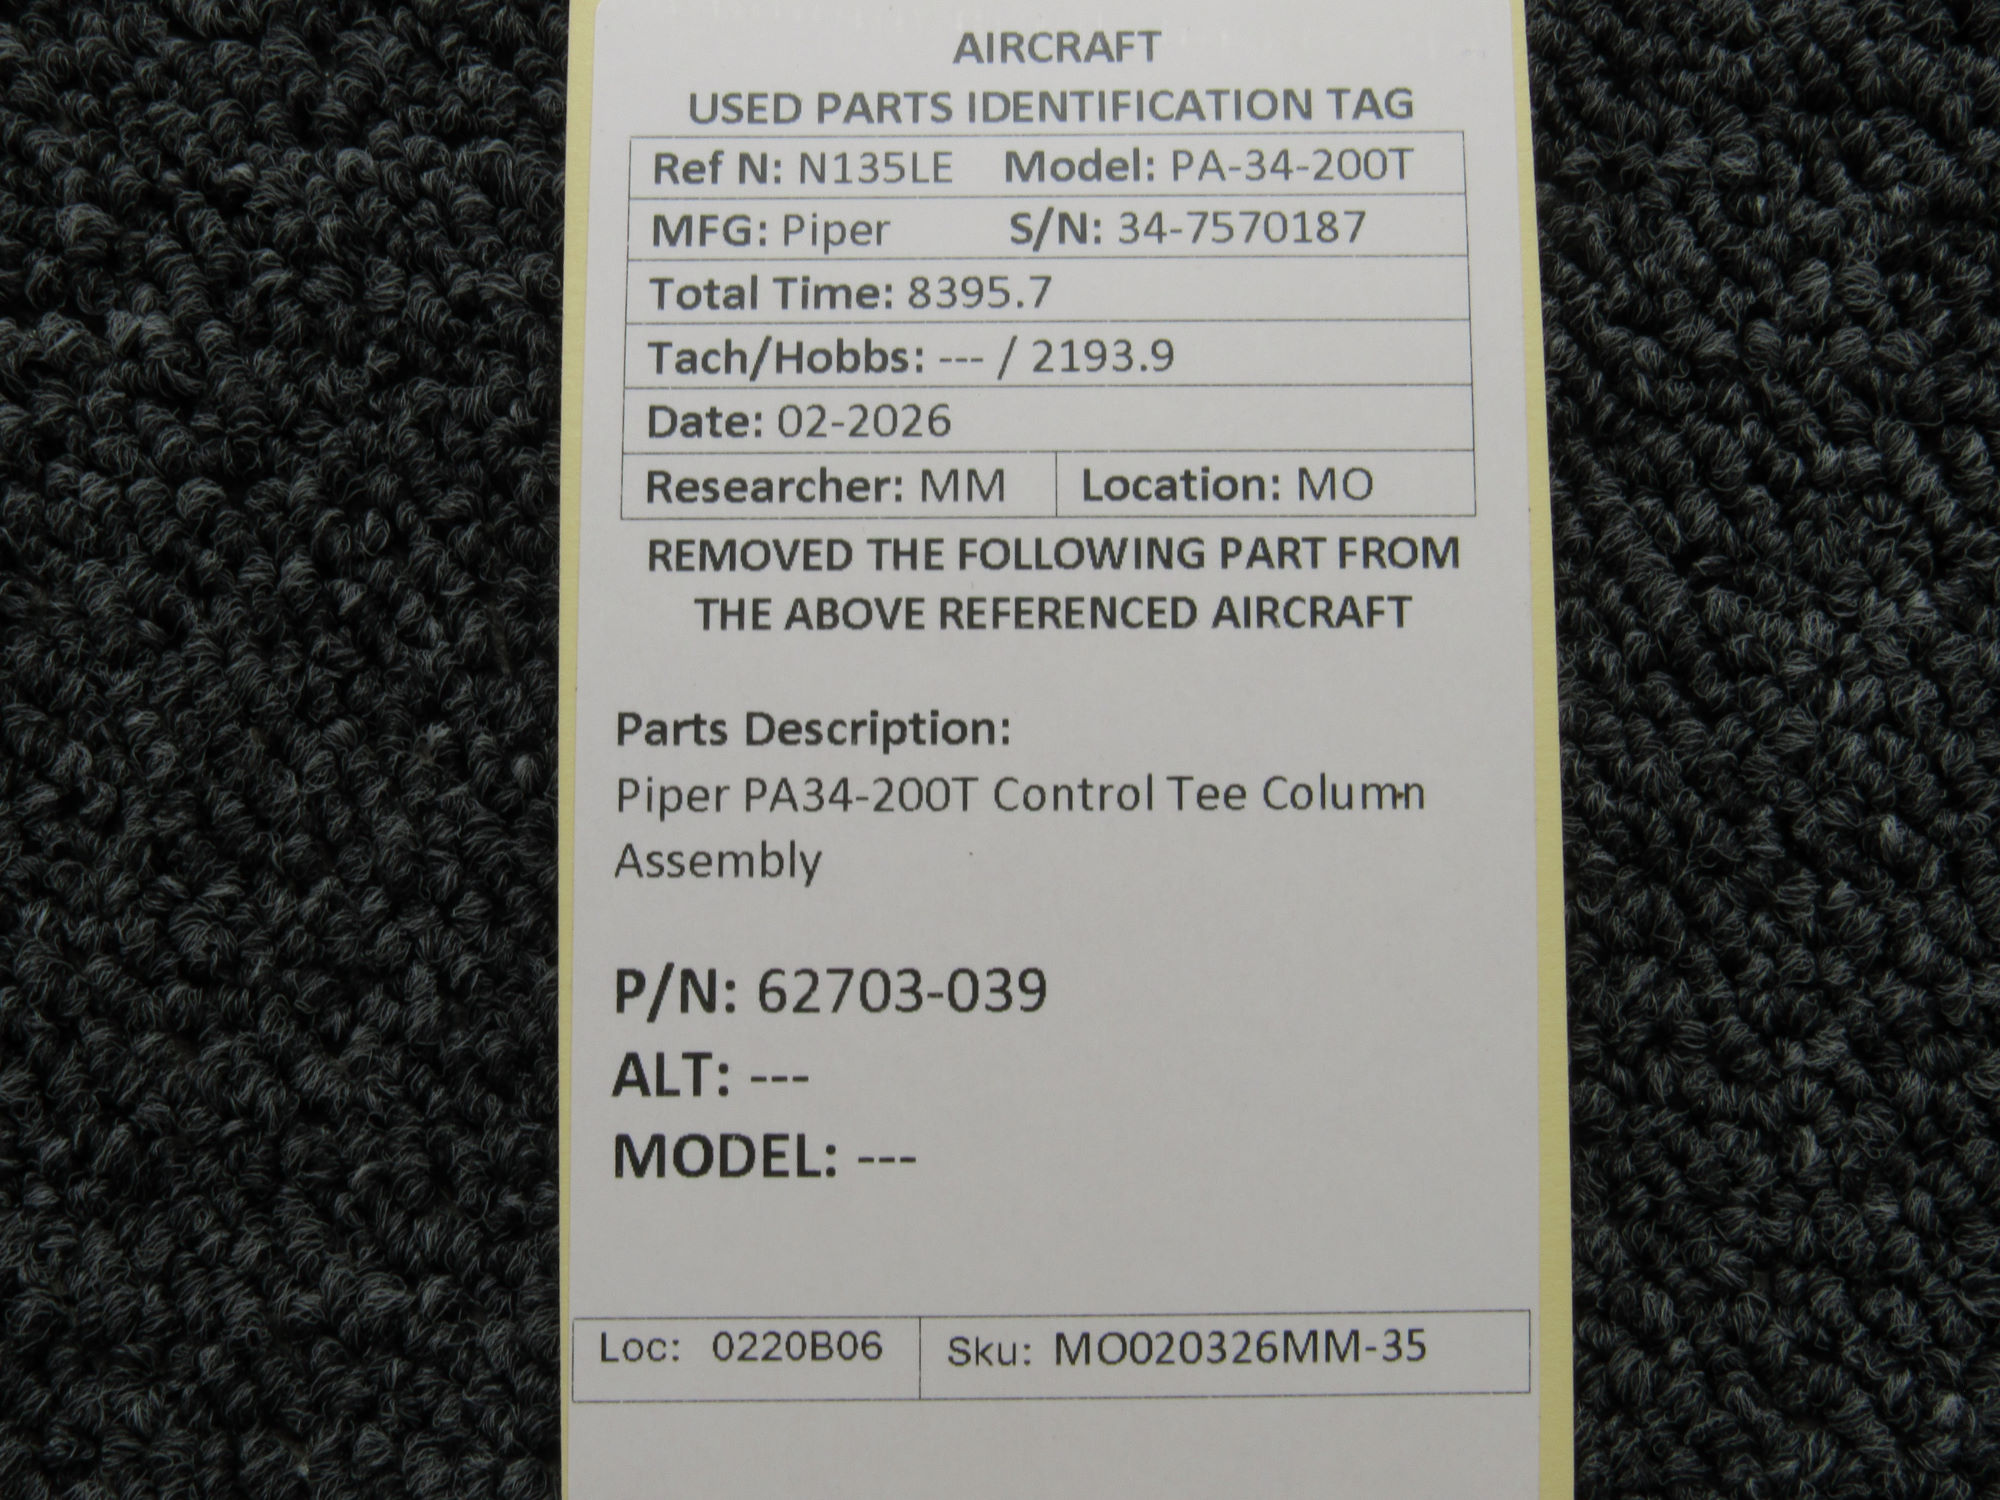 AIRCRAFT
USED PARTS IDENTIFICATION TAG
Ref N: N135LE Model: PA-34-200T
MFG: Piper S/N: 34-7570187
Total Time: 8395.7
Tach/Hobbs: --- / 2193.9
Date: 02-2026
Researcher: MM Location: MO
REMOVED THE FOLLOWING PART FROM
THE ABOVE REFERENCED AIRCRAFT
Parts Description:
Piper PA34-200T Control Tee Column
Assembly
P/N: 62703-039
ALT: ---
MODEL: ---
Loc: 0220B06 Sku: MO020326MM-35